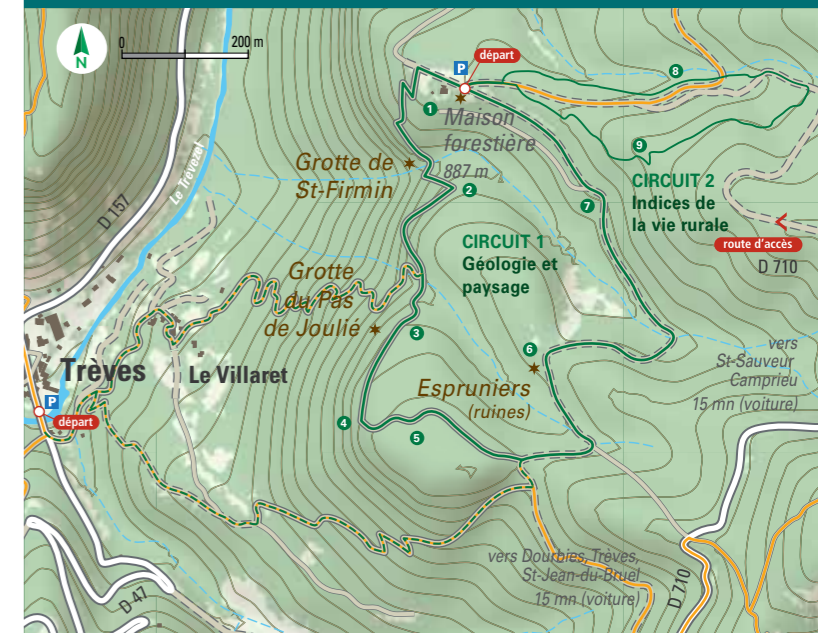 N
0 200 m
P
départ
8
1
Maison
forestière
887 m
9
Grotte de
St-Firmin
2
CIRCUIT 2
Indices de
la vie rurale
7
route d'accès
D 710
Le Trévezel
D 157
CIRCUIT 1
Géologie et
paysage
Grotte
du Pas
de Joulié
3
6
vers
St-Sauveur
Camprieu
15 mn (voiture)
Trèves
Le Villaret
Espruniers
(ruines)
P
départ
4
5
vers Dourbies, Trèves,
St-Jean-du-Bruel
15 mn (voiture)
D 710
D 47